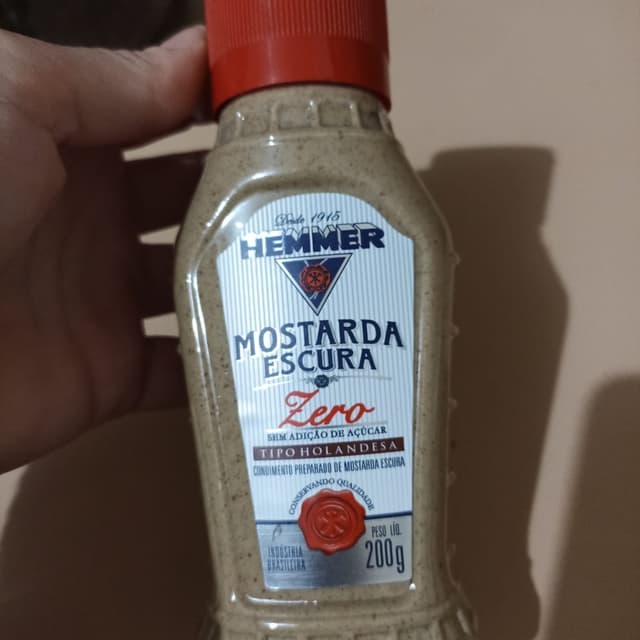 Desde 1915
HEMMER
MOSTARDA
ESCURA
Zero
SEM ADIÇÃO DE AÇÚCAR
TIPO HOLANDESA
CONDIMENTO PREPARADO DE MOSTARDA ESCURA
CONSERVANDO QUALIDADE
INDÚSTRIA
BRASILEIRA
PESO LÍQ.
200g